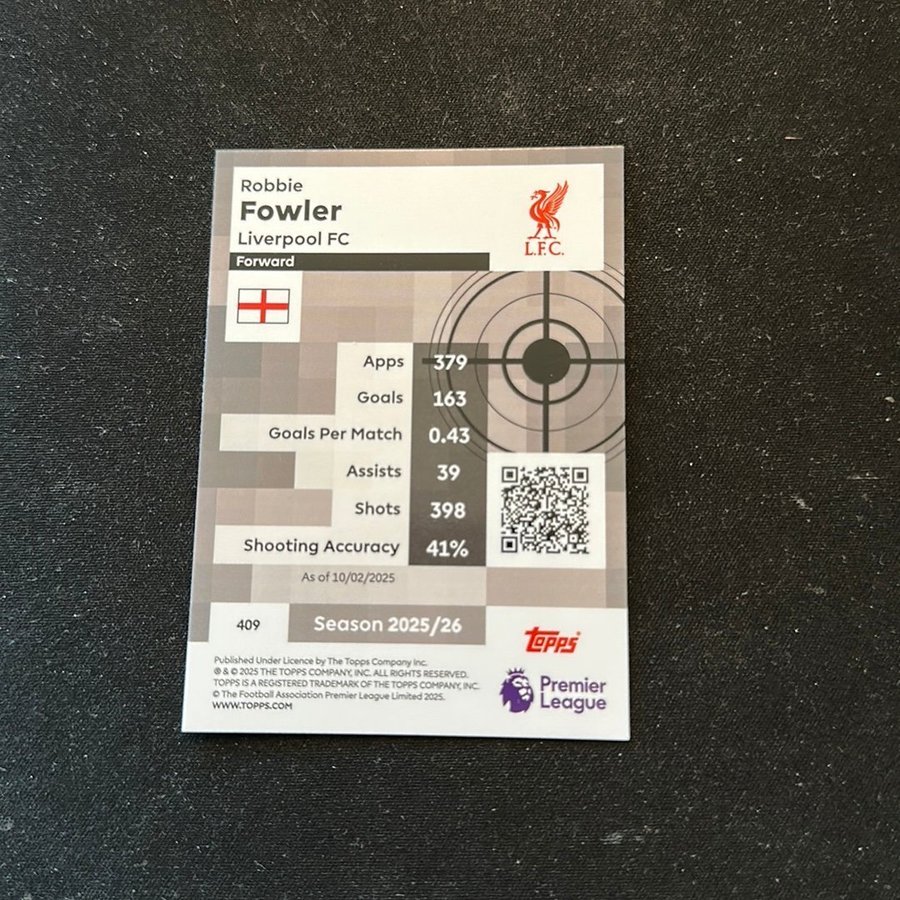 Robbie
Fowler
Liverpool FC
Forward
L.F.C.
Apps 379
Goals 163
Goals Per Match 0.43
Assists 39
Shots 398
Shooting Accuracy 41%
As of 10/02/2025
409 Season 2025/26
topps
Published Under Licence by The Topps Company Inc.
® & © 2025 THE TOPPS COMPANY, INC. ALL RIGHTS RESERVED.
TOPPS IS A REGISTERED TRADEMARK OF THE TOPPS COMPANY, INC.
© The Football Association Premier League Limited 2025.
WWW.TOPPS.COM
Premier
League